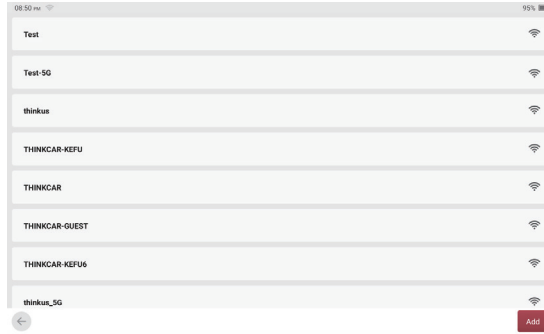 08:50 PM 95%
Test
Test-5G
thinkus
THINKCAR-KEFU
THINKCAR
THINKCAR-GUEST
THINKCAR-KEFU6
thinkus_5G
Add